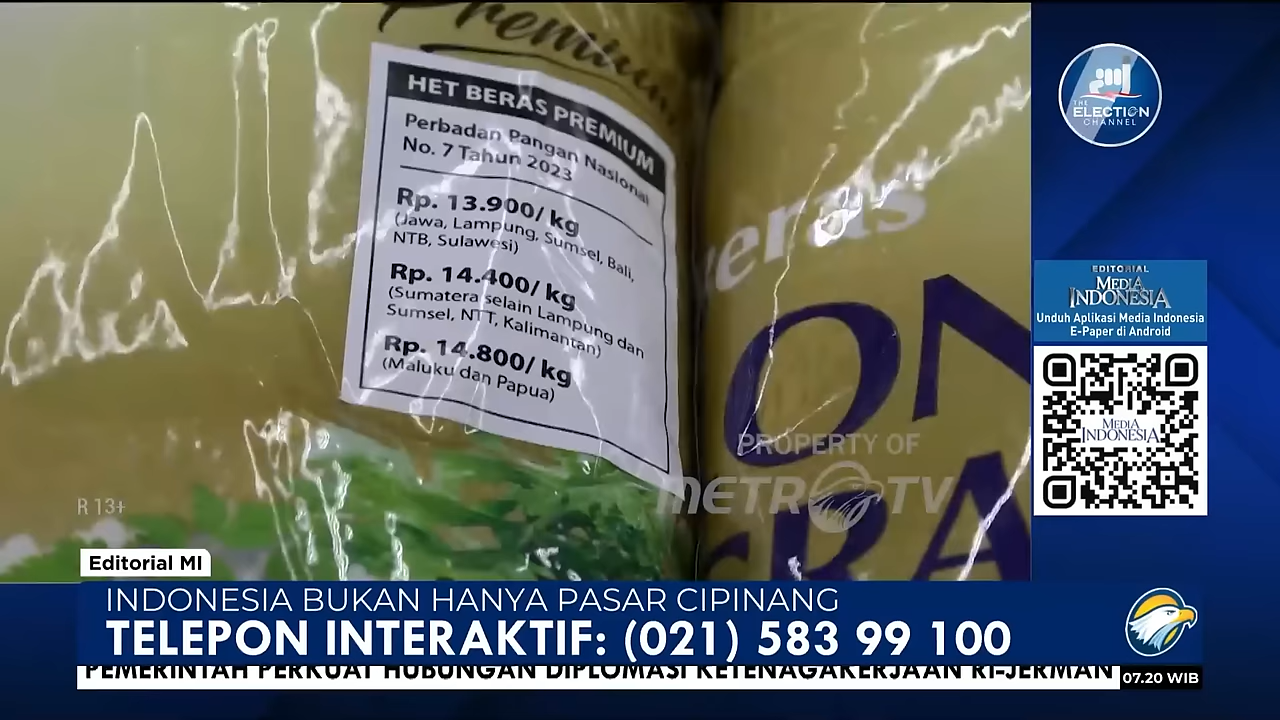 Premium
HET BERAS PREMIUM
Perbadan Pangan Nasional
No. 7 Tahun 2023
Rp. 13.900/ kg
(Jawa, Lampung, Sumsel, Bali,
NTB, Sulawesi)
Rp. 14.400/ kg
(Sumatera selain Lampung dan
Sumsel, NTT, Kalimantan)
Rp. 14.800/ kg
(Maluku dan Papua)
eras
ON
RA
PROPERTY OF
METRO TV
R 13+
THE
ELECTION
CHANNEL
EDITORIAL
MEDIA
INDONESIA
Unduh Aplikasi Media Indonesia
E-Paper di Android
MEDIA
INDONESIA
Editorial MI
INDONESIA BUKAN HANYA PASAR CIPINANG
TELEPON INTERAKTIF: (021) 583 99 100
PEMERINTAH PERKUAT HUBUNGAN DIPLOMASI KETENAGAKERJAAN RI-JERMAN
07.20 WIB